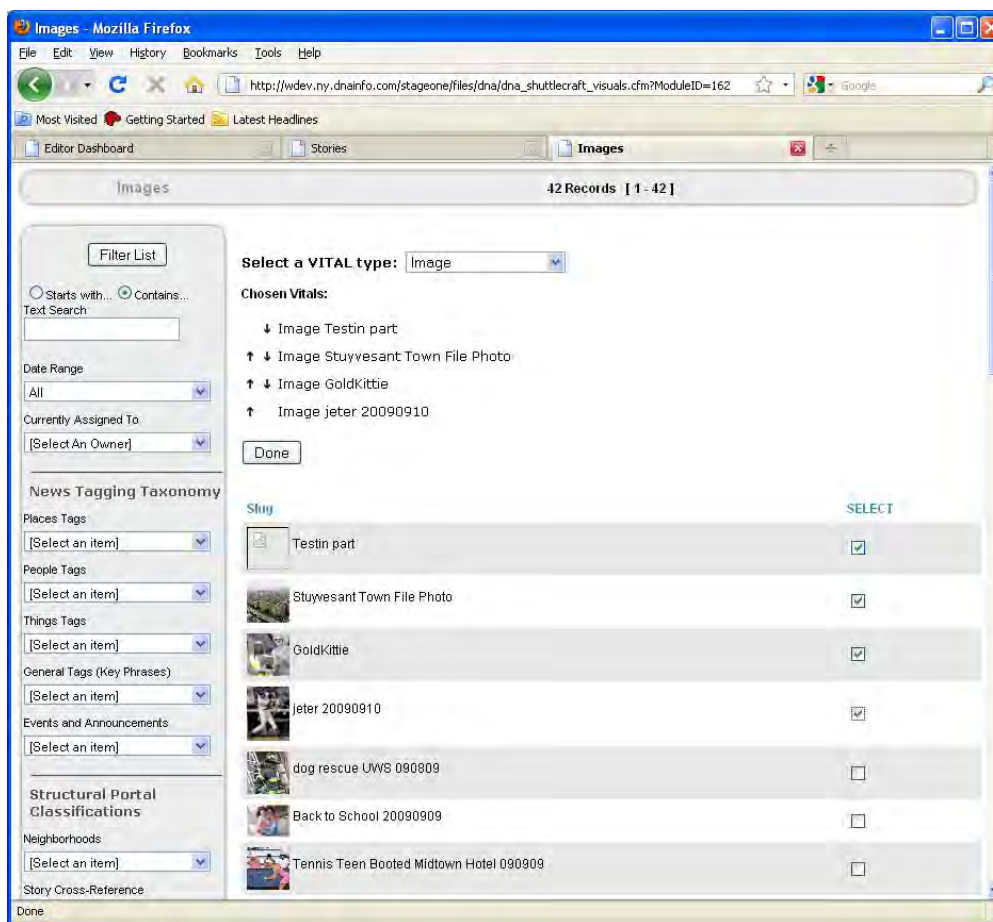 Images - Mozilla Firefox
File Edit View History Bookmarks Tools Help
http://wdev.ny.dnainfo.com/stageone/files/dna/dna_shuttlecraft_visuals.cfm?ModuleID=162 Google
Most Visited Getting Started Latest Headlines
Editor Dashboard Stories Images
Images 42 Records [ 1 - 42 ]
Filter List
Starts with... Contains...
Text Search
Date Range
All
Currently Assigned To
[Select An Owner]
News Tagging Taxonomy
Places Tags
[Select an item]
People Tags
[Select an item]
Things Tags
[Select an item]
General Tags (Key Phrases)
[Select an item]
Events and Announcements
[Select an item]
Structural Portal
Classifications
Neighborhoods
[Select an item]
Story Cross-Reference
Select a VITAL type: Image
Chosen Vitals:
↓ Image Testin part
↑ ↓ Image Stuyvesant Town File Photo
↑ ↓ Image GoldKittie
↑ Image jeter 20090910
Done
Slug SELECT
Testin part
Stuyvesant Town File Photo
GoldKittie
jeter 20090910
dog rescue UWS 090809
Back to School 20090909
Tennis Teen Booted Midtown Hotel 090909
Done